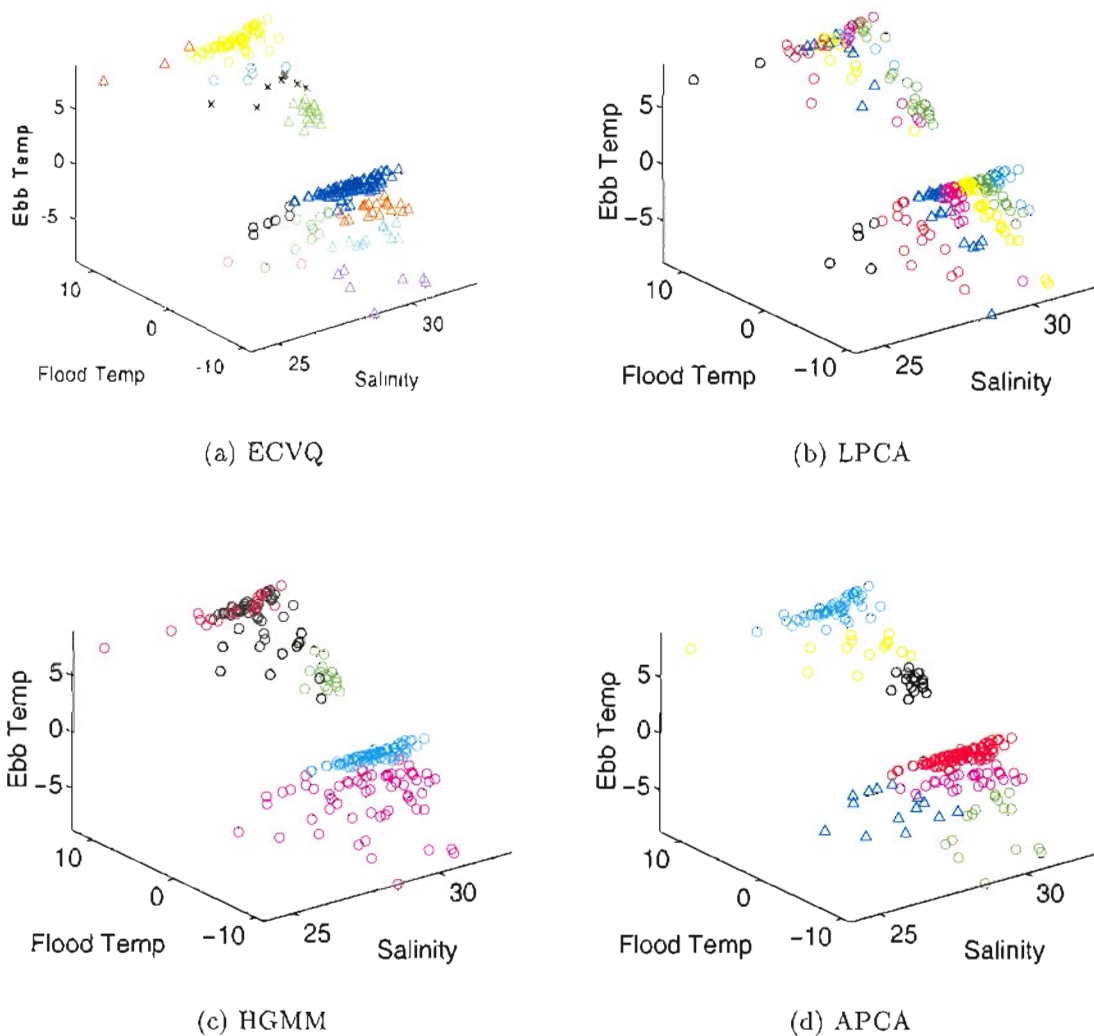 5
0
-5
Ebb Temp
10
0
-10
Flood Temp
25
30
Salinity
(a) ECVQ
5
0
−5
Ebb Temp
10
0
−10
Flood Temp
25
30
Salinity
(b) LPCA
5
0
−5
Ebb Temp
10
0
−10
Flood Temp
25
30
Salinity
(c) HGMM
5
0
−5
Ebb Temp
10
0
−10
Flood Temp
25
30
Salinity
(d) APCA